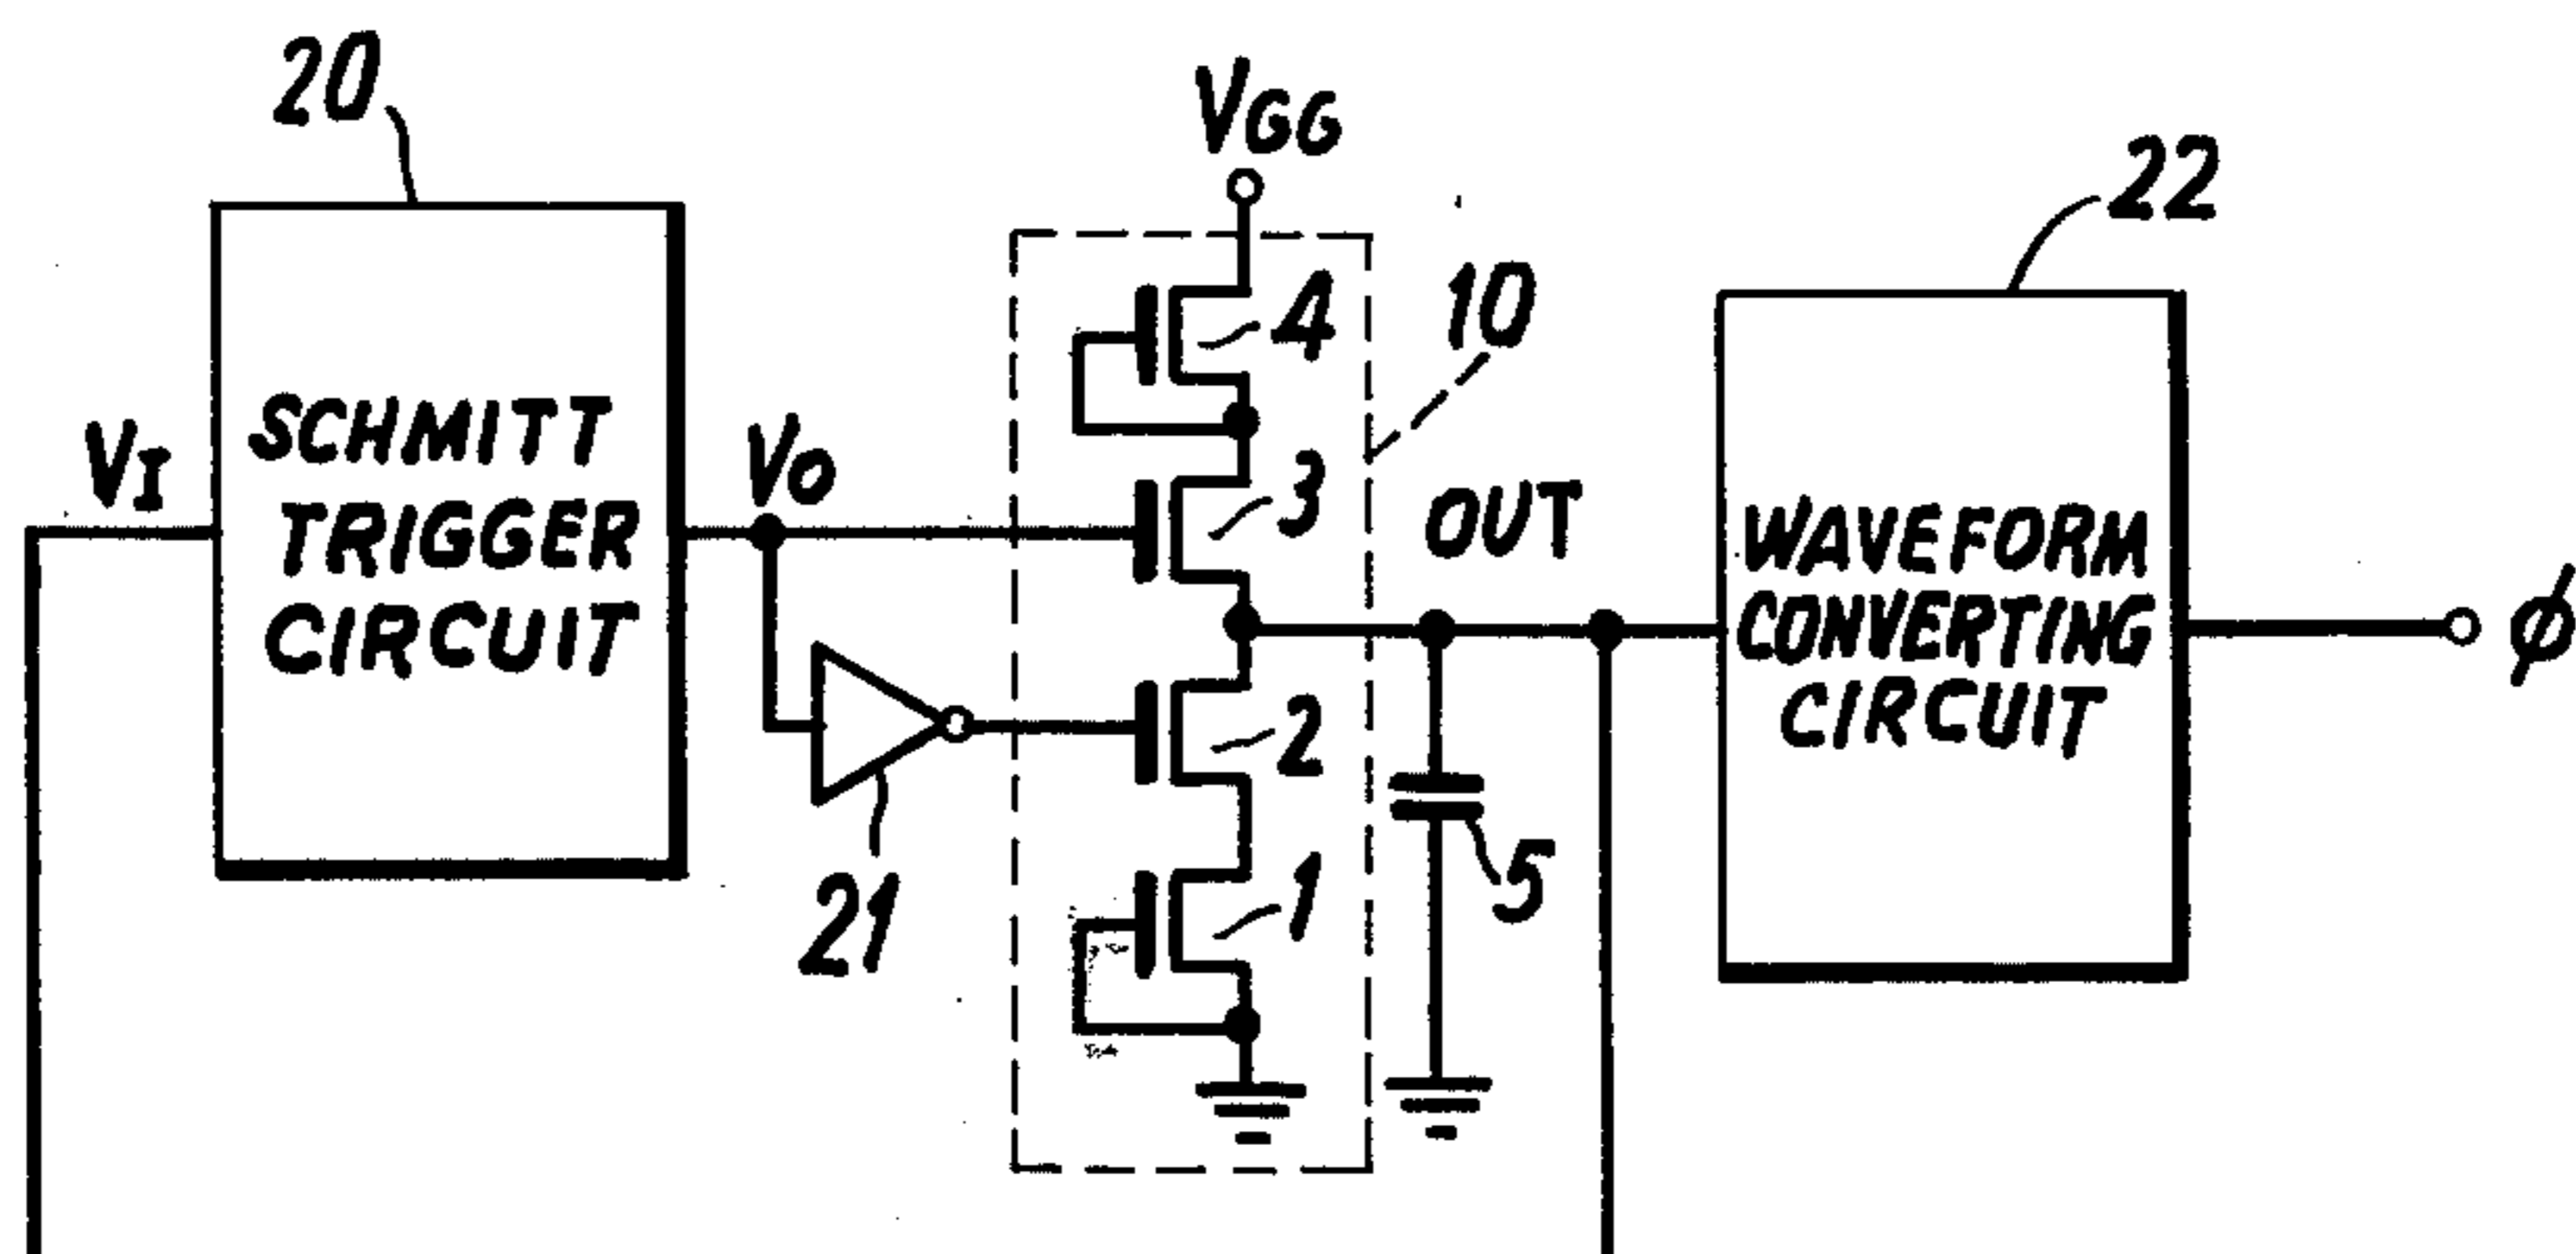 20
VGG
22
4
10
SCHMITT
TRIGGER
CIRCUIT
VI
VO
3
OUT
WAVEFORM
CONVERTING
CIRCUIT
ϕ
2
21
1
5